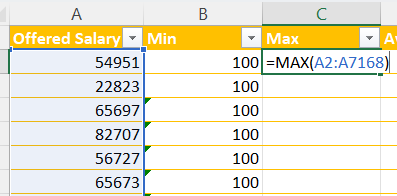 A B C
Offered Salary Min Max Av
54951 100 =MAX(A2:A7168)
22823 100
65697 100
82707 100
56727 100
65673 100